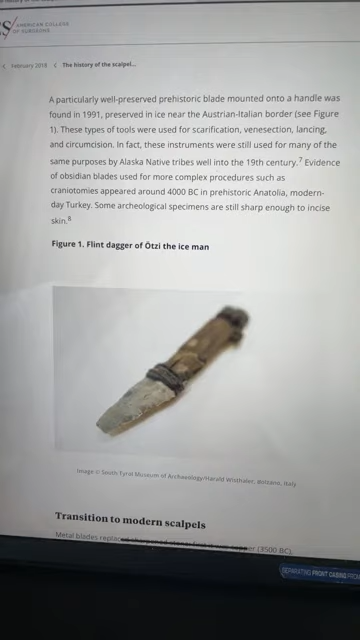 AMERICAN COLLEGE
OF SURGEONS
< February 2018 < The history of the scalpel...
A particularly well-preserved prehistoric blade mounted onto a handle was
found in 1991, preserved in ice near the Austrian-Italian border (see Figure
1). These types of tools were used for scarification, venesection, lancing,
and circumcision. In fact, these instruments were still used for many of the
same purposes by Alaska Native tribes well into the 19th century.7 Evidence
of obsidian blades used for more complex procedures such as
craniotomies appeared around 4000 BC in prehistoric Anatolia, modern-
day Turkey. Some archeological specimens are still sharp enough to incise
skin.8
Figure 1. Flint dagger of Ötzi the ice man
Image © South Tyrol Museum of Archaeology/Harald Wisthaler, Bolzano, Italy
Transition to modern scalpels
Metal blades replaced (3500 BC).
SEPARATING FRONT CASING FROM